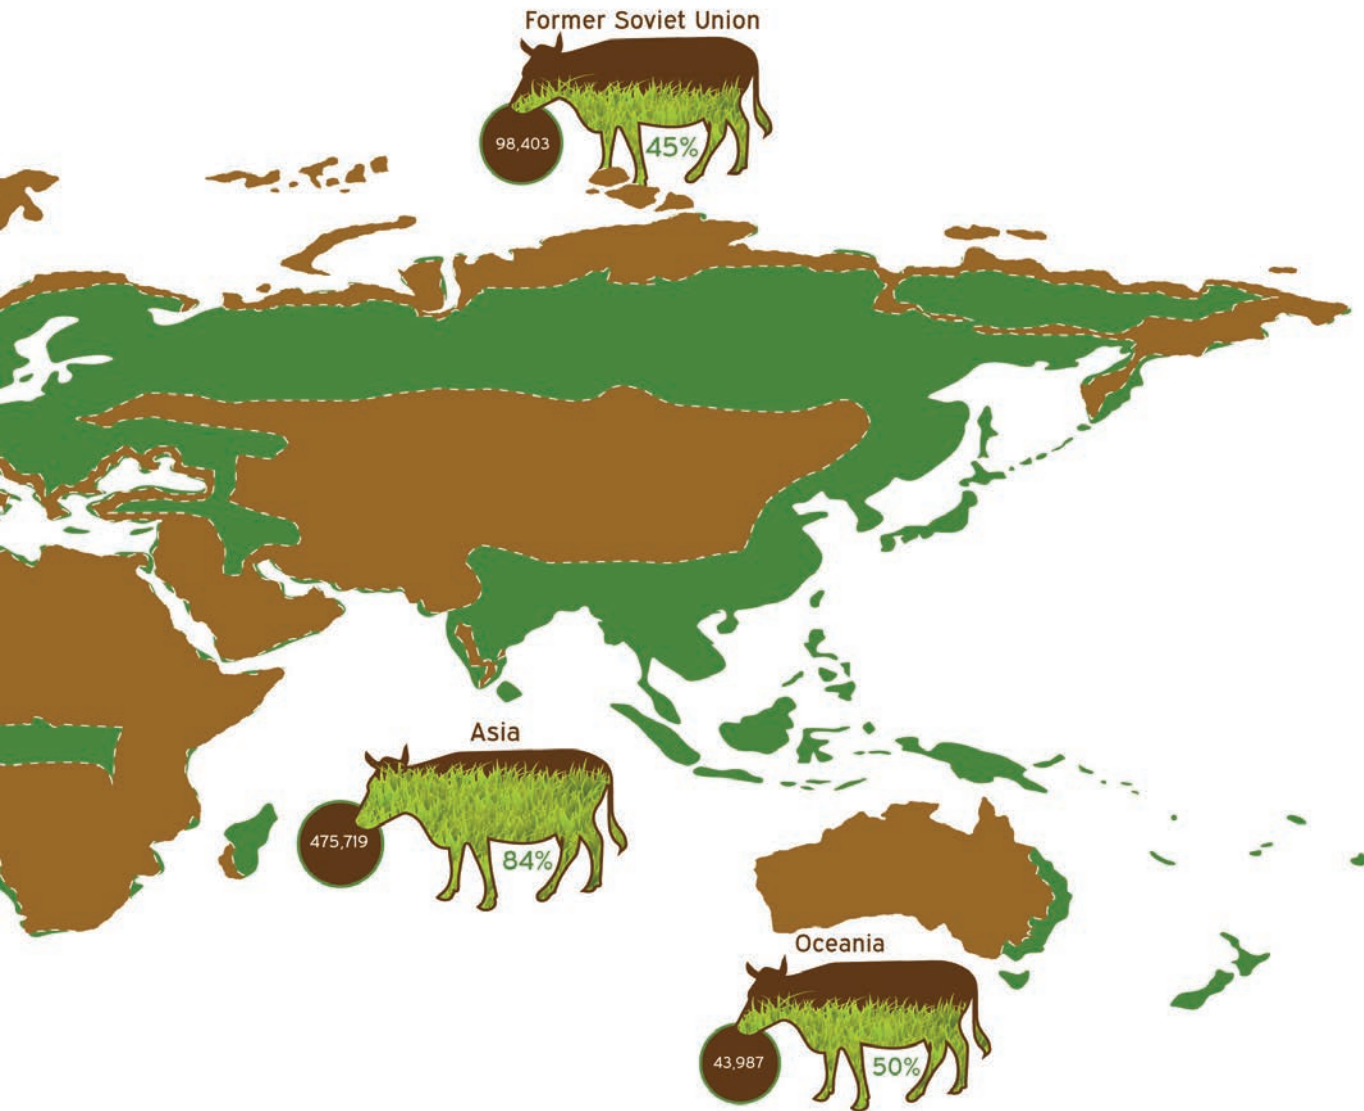 Former Soviet Union
98,403
45%
Asia
475,719
84%
Oceania
43,987
50%